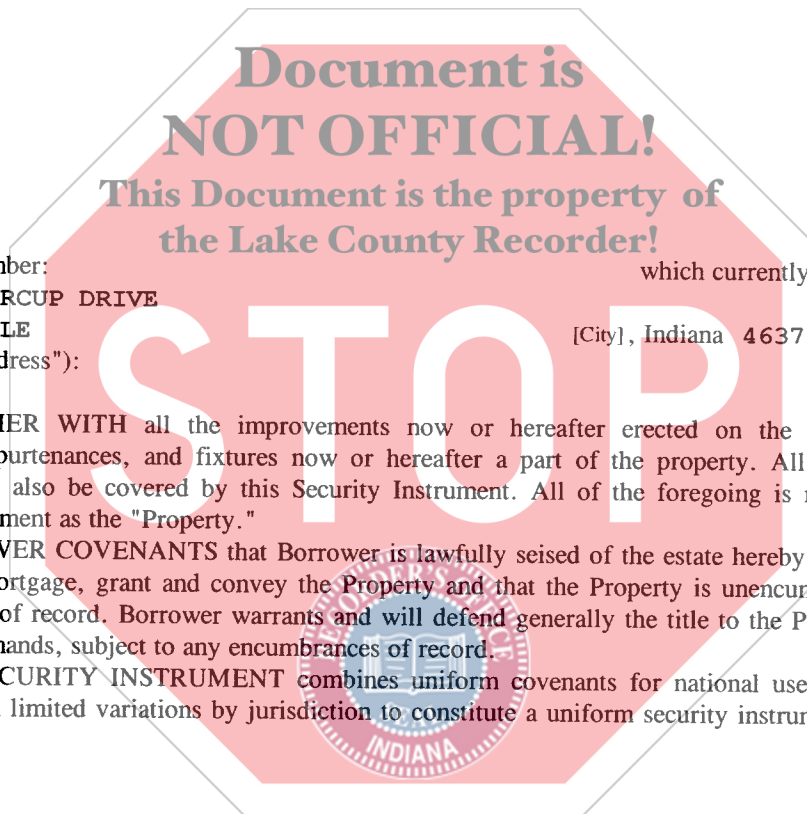 Document is
NOT OFFICIAL!
This Document is the property of
the Lake County Recorder!
nber:
which currently
RCUP DRIVE
LE
[City], Indiana 4637
dress"):
STOP
IER WITH all the improvements now or hereafter erected on the
purtenances, and fixtures now or hereafter a part of the property. All
also be covered by this Security Instrument. All of the foregoing is
ment as the "Property."
VER COVENANTS that Borrower is lawfully seised of the estate hereby
ortgage, grant and convey the Property and that the Property is unencur
of record. Borrower warrants and will defend generally the title to the P
nands, subject to any encumbrances of record.
CURITY INSTRUMENT combines uniform covenants for national use
limited variations by jurisdiction to constitute a uniform security instrur
RECORDER'S OFFICE
SEAL
INDIANA